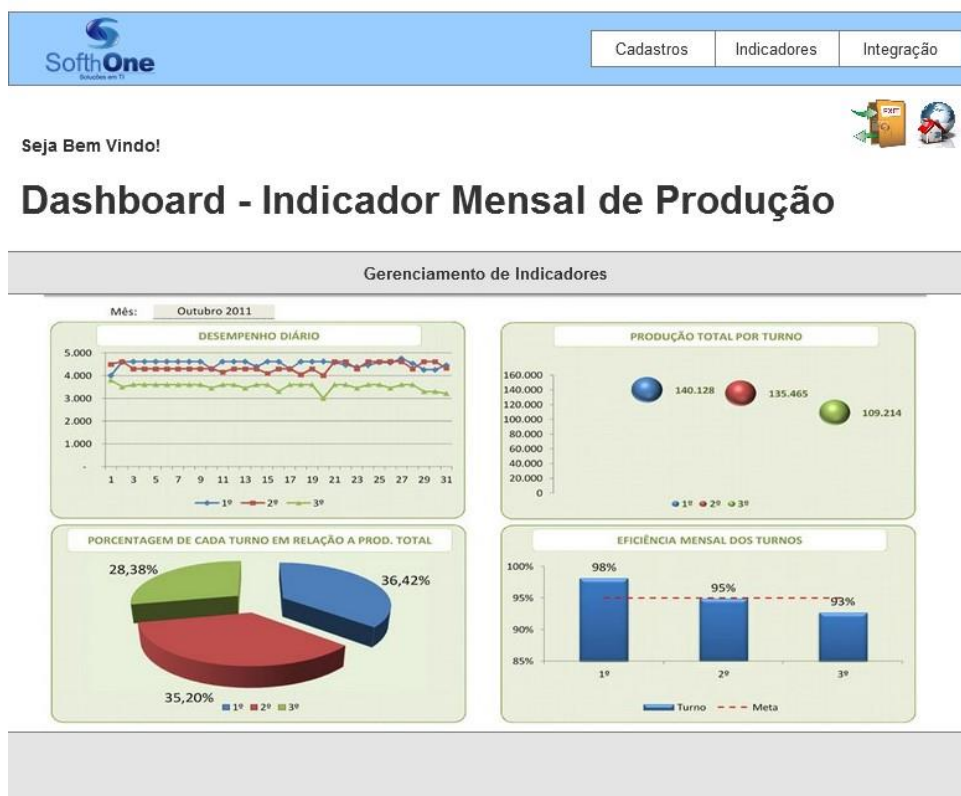 SofthOne
Soluções em TI
Cadastros Indicadores Integração
EXIT
Seja Bem Vindo!
Dashboard - Indicador Mensal de Produção
Gerenciamento de Indicadores
Mês: Outubro 2011
DESEMPENHO DIÁRIO
5.000
4.000
3.000
2.000
1.000
-
1 3 5 7 9 11 13 15 17 19 21 23 25 27 29 31
1º 2º 3º
PRODUÇÃO TOTAL POR TURNO
160.000
140.000
120.000
100.000
80.000
60.000
40.000
20.000
0
140.128
135.465
109.214
1º 2º 3º
PORCENTAGEM DE CADA TURNO EM RELAÇÃO A PROD. TOTAL
28,38%
36,42%
35,20%
1º 2º 3º
EFICIÊNCIA MENSAL DOS TURNOS
100%
95%
90%
85%
98%
95%
93%
1º 2º 3º
Turno Meta